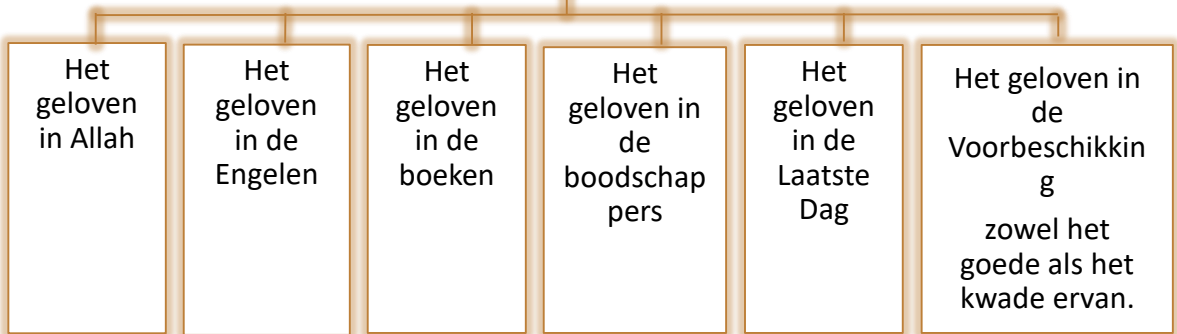 Het
geloven
in Allah
Het
geloven
in de
Engelen
Het
geloven
in de
boeken
Het
geloven in
de
boodschap
pers
Het
geloven
in de
Laatste
Dag
Het geloven in
de
Voorbeschikkin
g
zowel het
goede als het
kwade ervan.